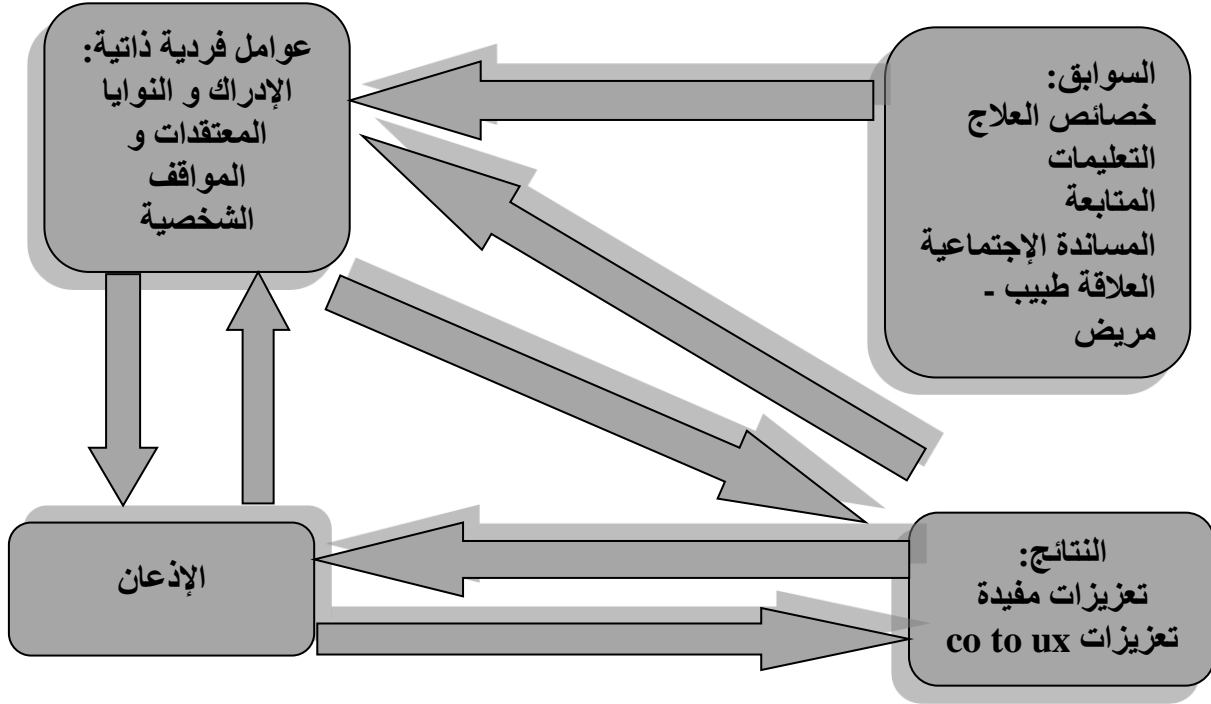 السوابق:
خصائص العلاج
التعليمات
المتابعة
المساندة الإجتماعية
العلاقة طبيب -
مريض
عوامل فردية ذاتية:
الإدراك و النوايا
المعتقدات و
المواقف
الشخصية
النتائج:
تعزيزات مفيدة
تعزيزات co to ux
الإذعان